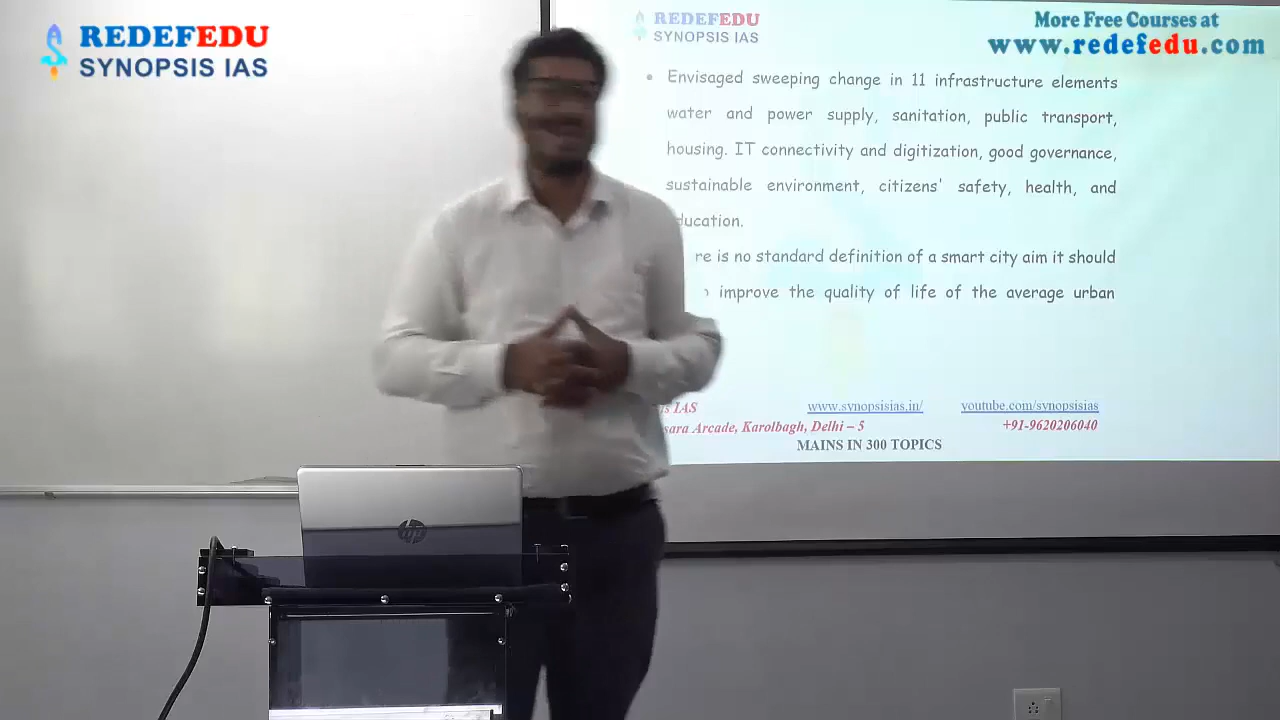 REDEFEDU
SYNOPSIS IAS
REDEFEDU
SYNOPSIS IAS
More Free Courses at
www.redefedu.com
• Envisaged sweeping change in 11 infrastructure elements
water and power supply, sanitation, public transport,
housing. IT connectivity and digitization, good governance,
sustainable environment, citizens' safety, health, and
ducation.
re is no standard definition of a smart city aim it should
improve the quality of life of the average urban
IAS
www.synopsisias.in/
youtube.com/synopsisias
sara Arcade, Karolbagh, Delhi – 5
+91-9620206040
MAINS IN 300 TOPICS
hp